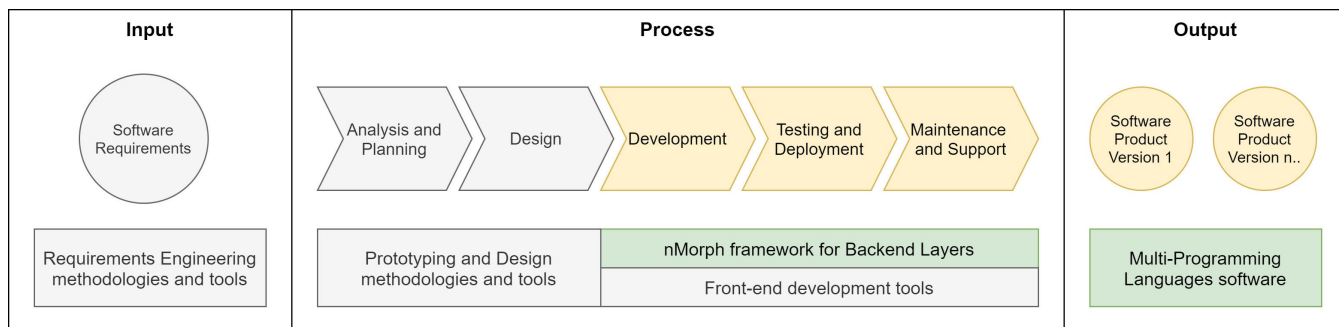 Input
Process
Output
Software
Requirements
Analysis and
Planning
Design
Development
Testing and
Deployment
Maintenance
and Support
Software
Product
Version 1
Software
Product
Version n..
Requirements Engineering
methodologies and tools
Prototyping and Design
methodologies and tools
nMorph framework for Backend Layers
Front-end development tools
Multi-Programming
Languages software